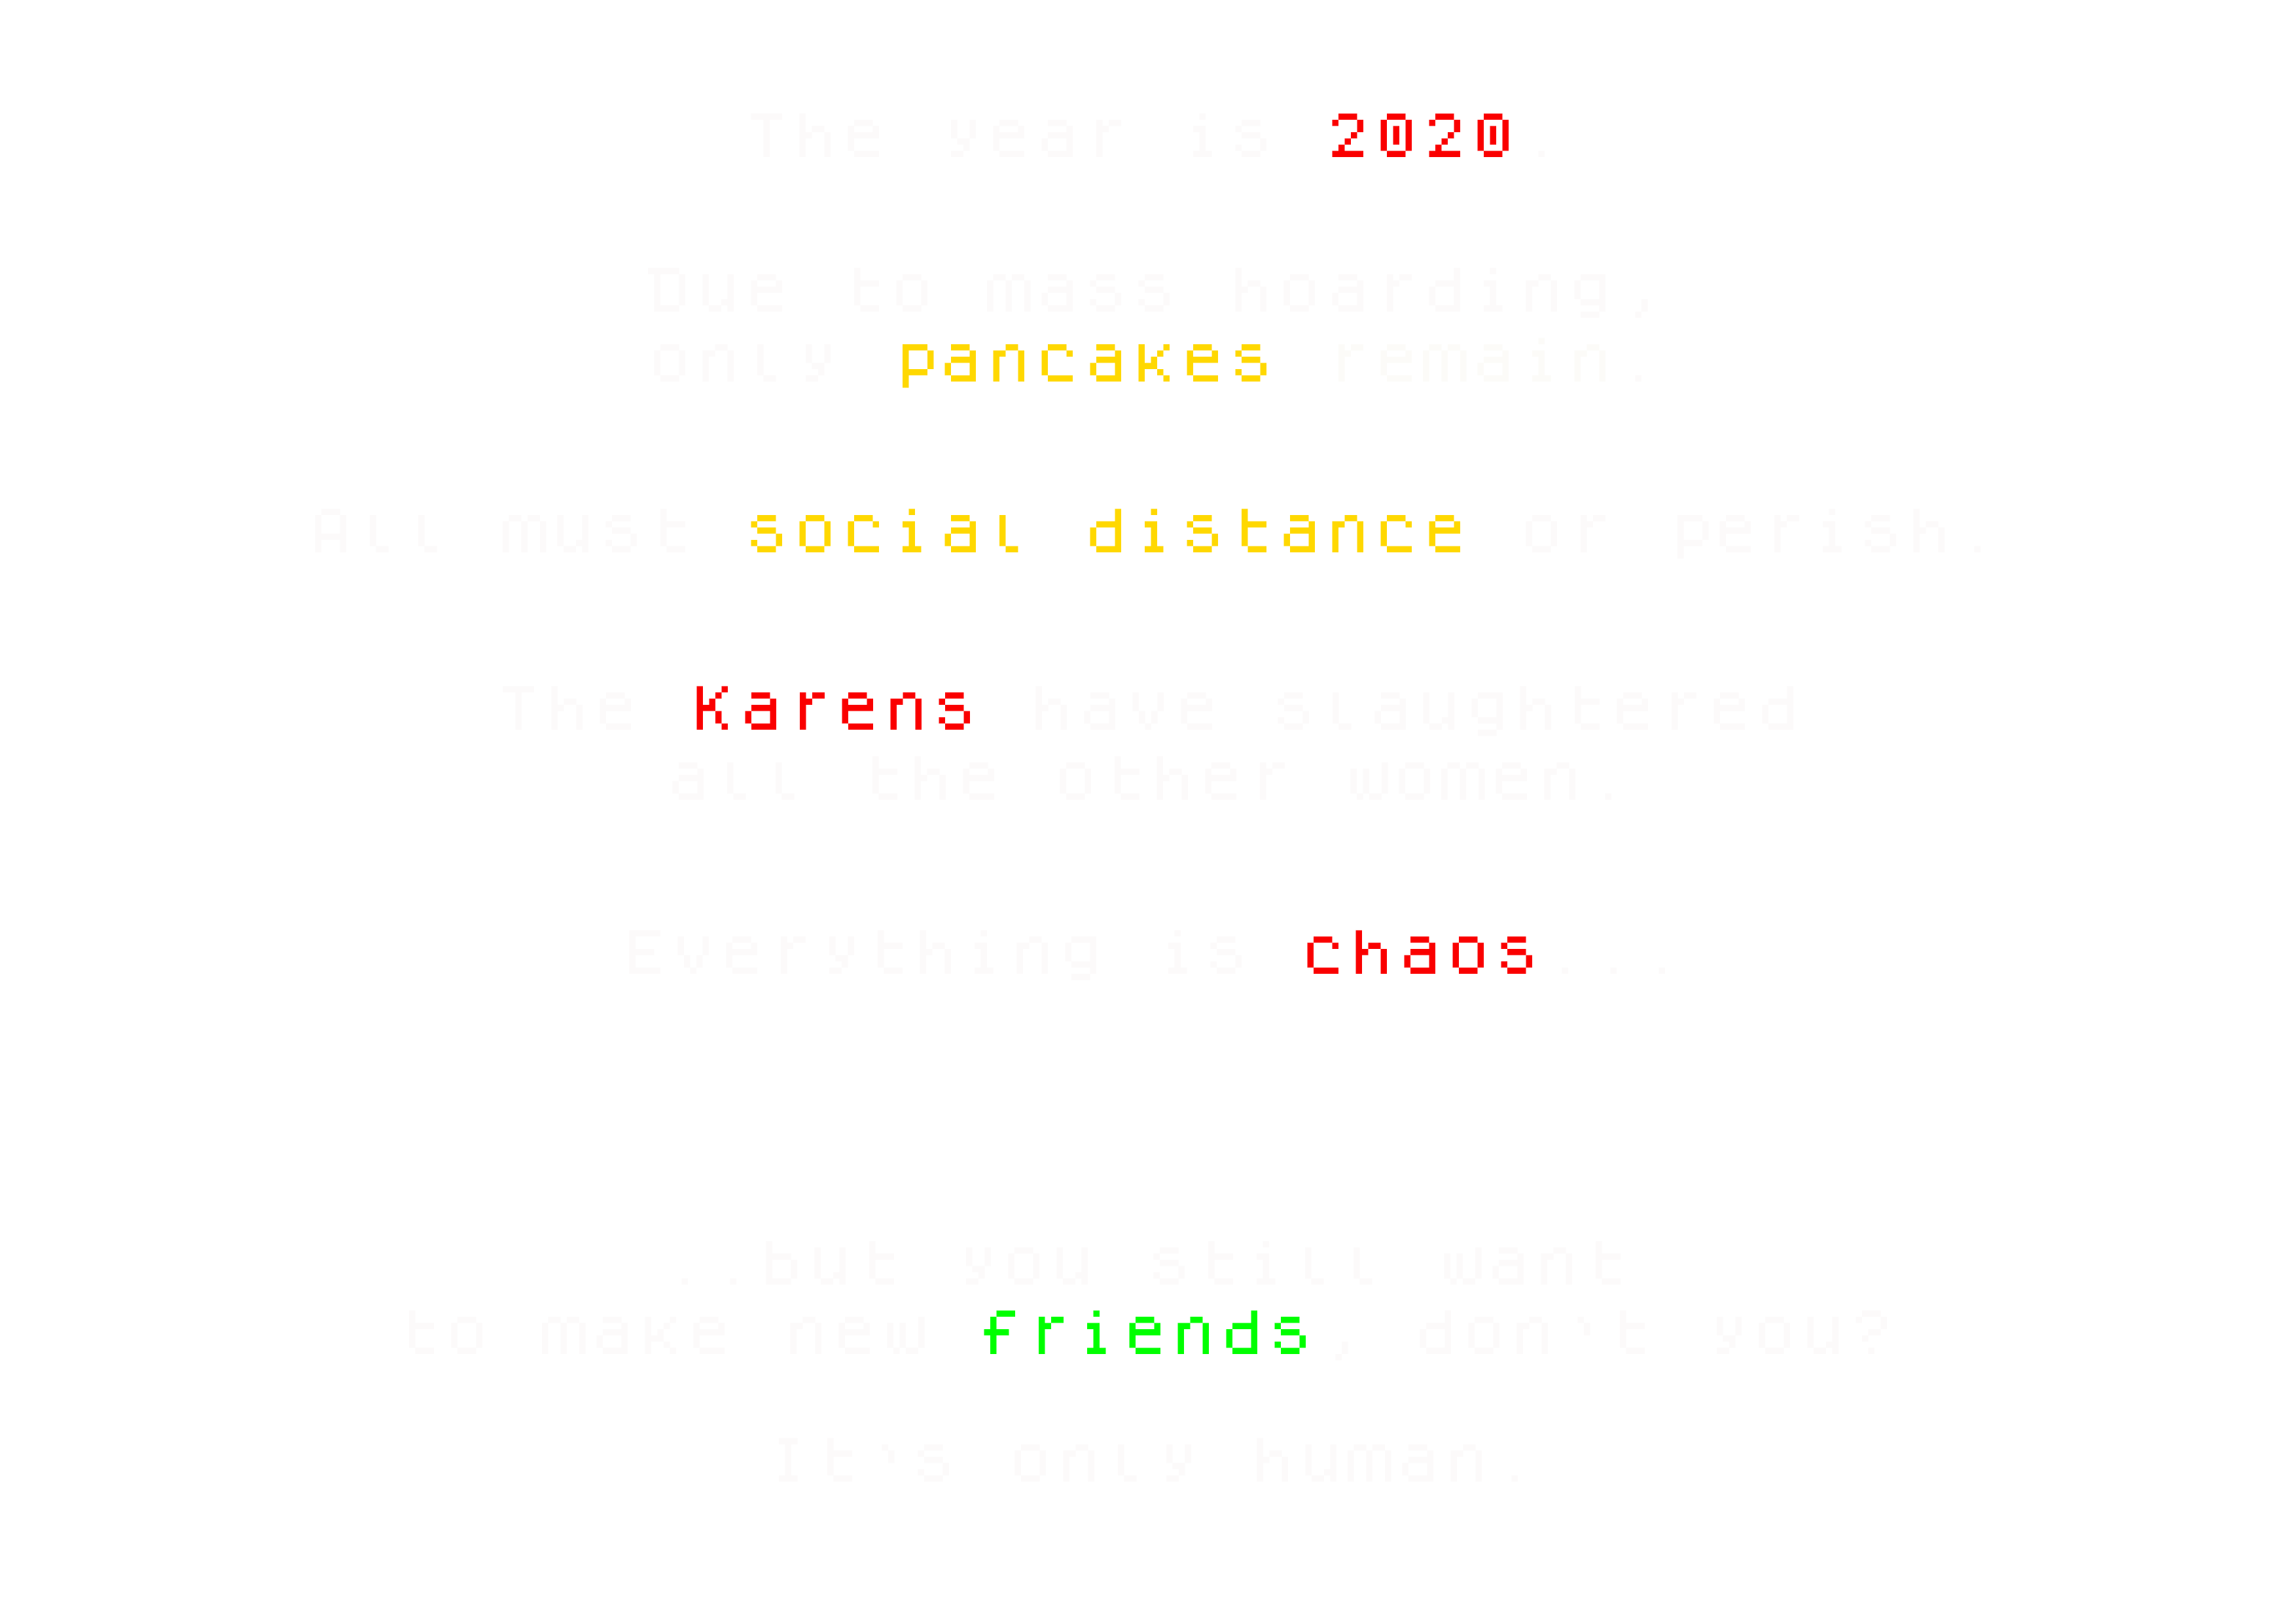 The year is 2020.
Due to mass hoarding,
only pancakes remain.
All must social distance or perish.
The Karens have slaughtered
all the other women.
Everything is chaos...
..but you still want
to make new friends, don't you?
It's only human.